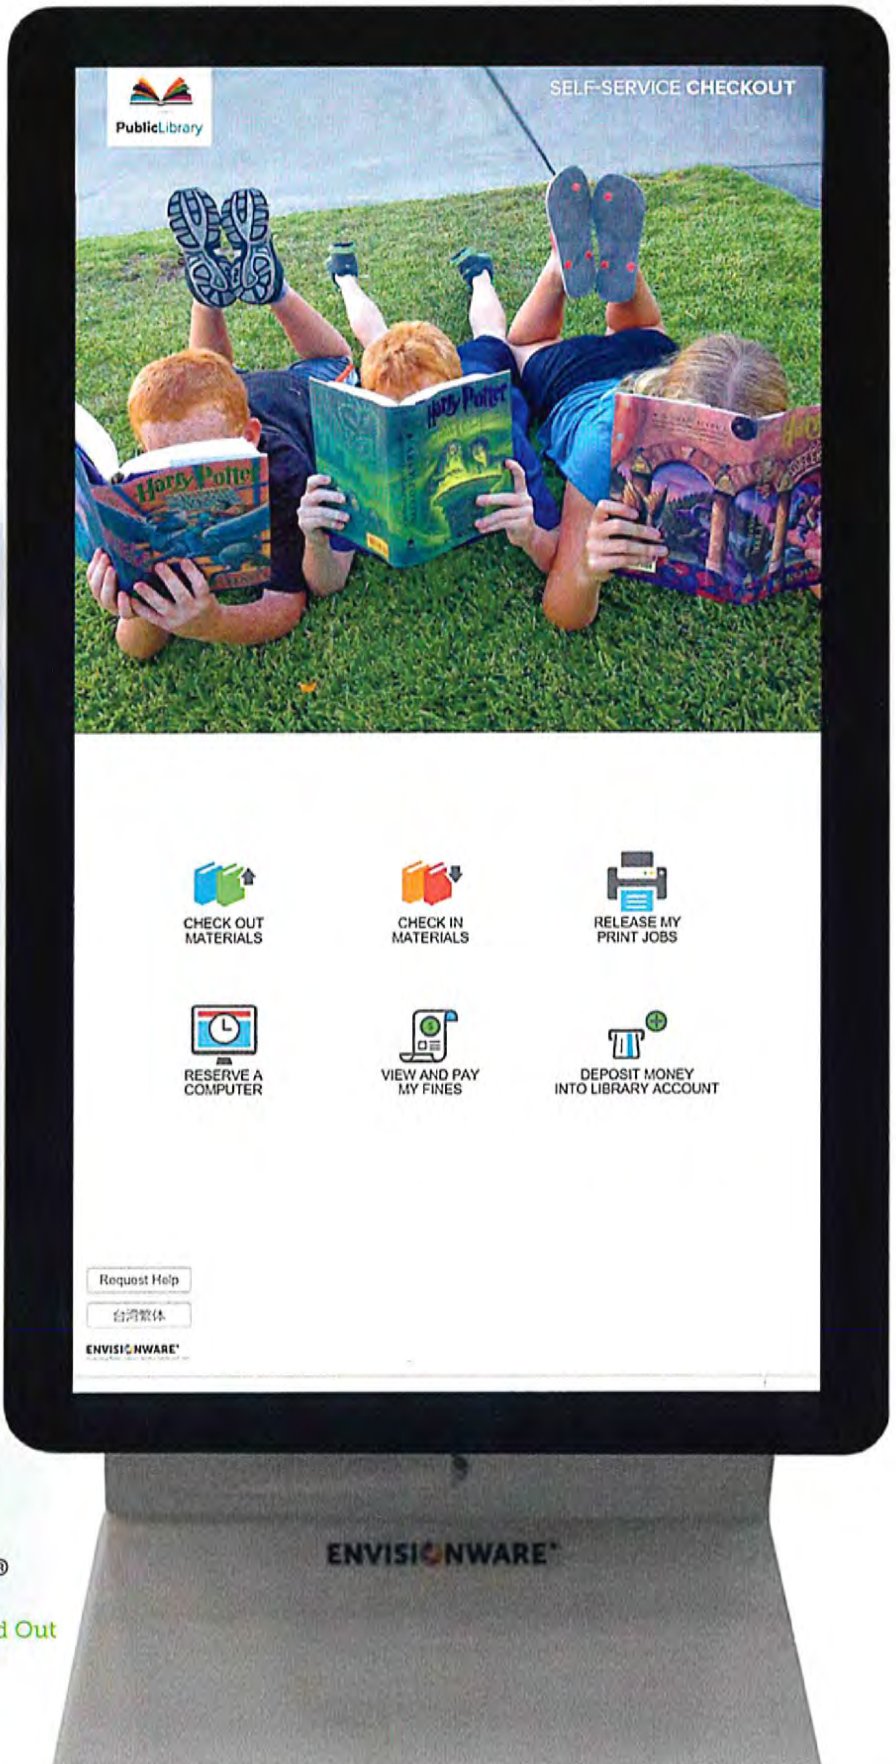 PublicLibrary
SELF-SERVICE CHECKOUT
Harry Potter
Harry Potter
CHECK OUT
MATERIALS
CHECK IN
MATERIALS
RELEASE MY
PRINT JOBS
RESERVE A
COMPUTER
VIEW AND PAY
MY FINES
DEPOSIT MONEY
INTO LIBRARY ACCOUNT
Request Help
台湾繁体
ENVISIONWARE®
ENVISIONWARE®
®
d Out